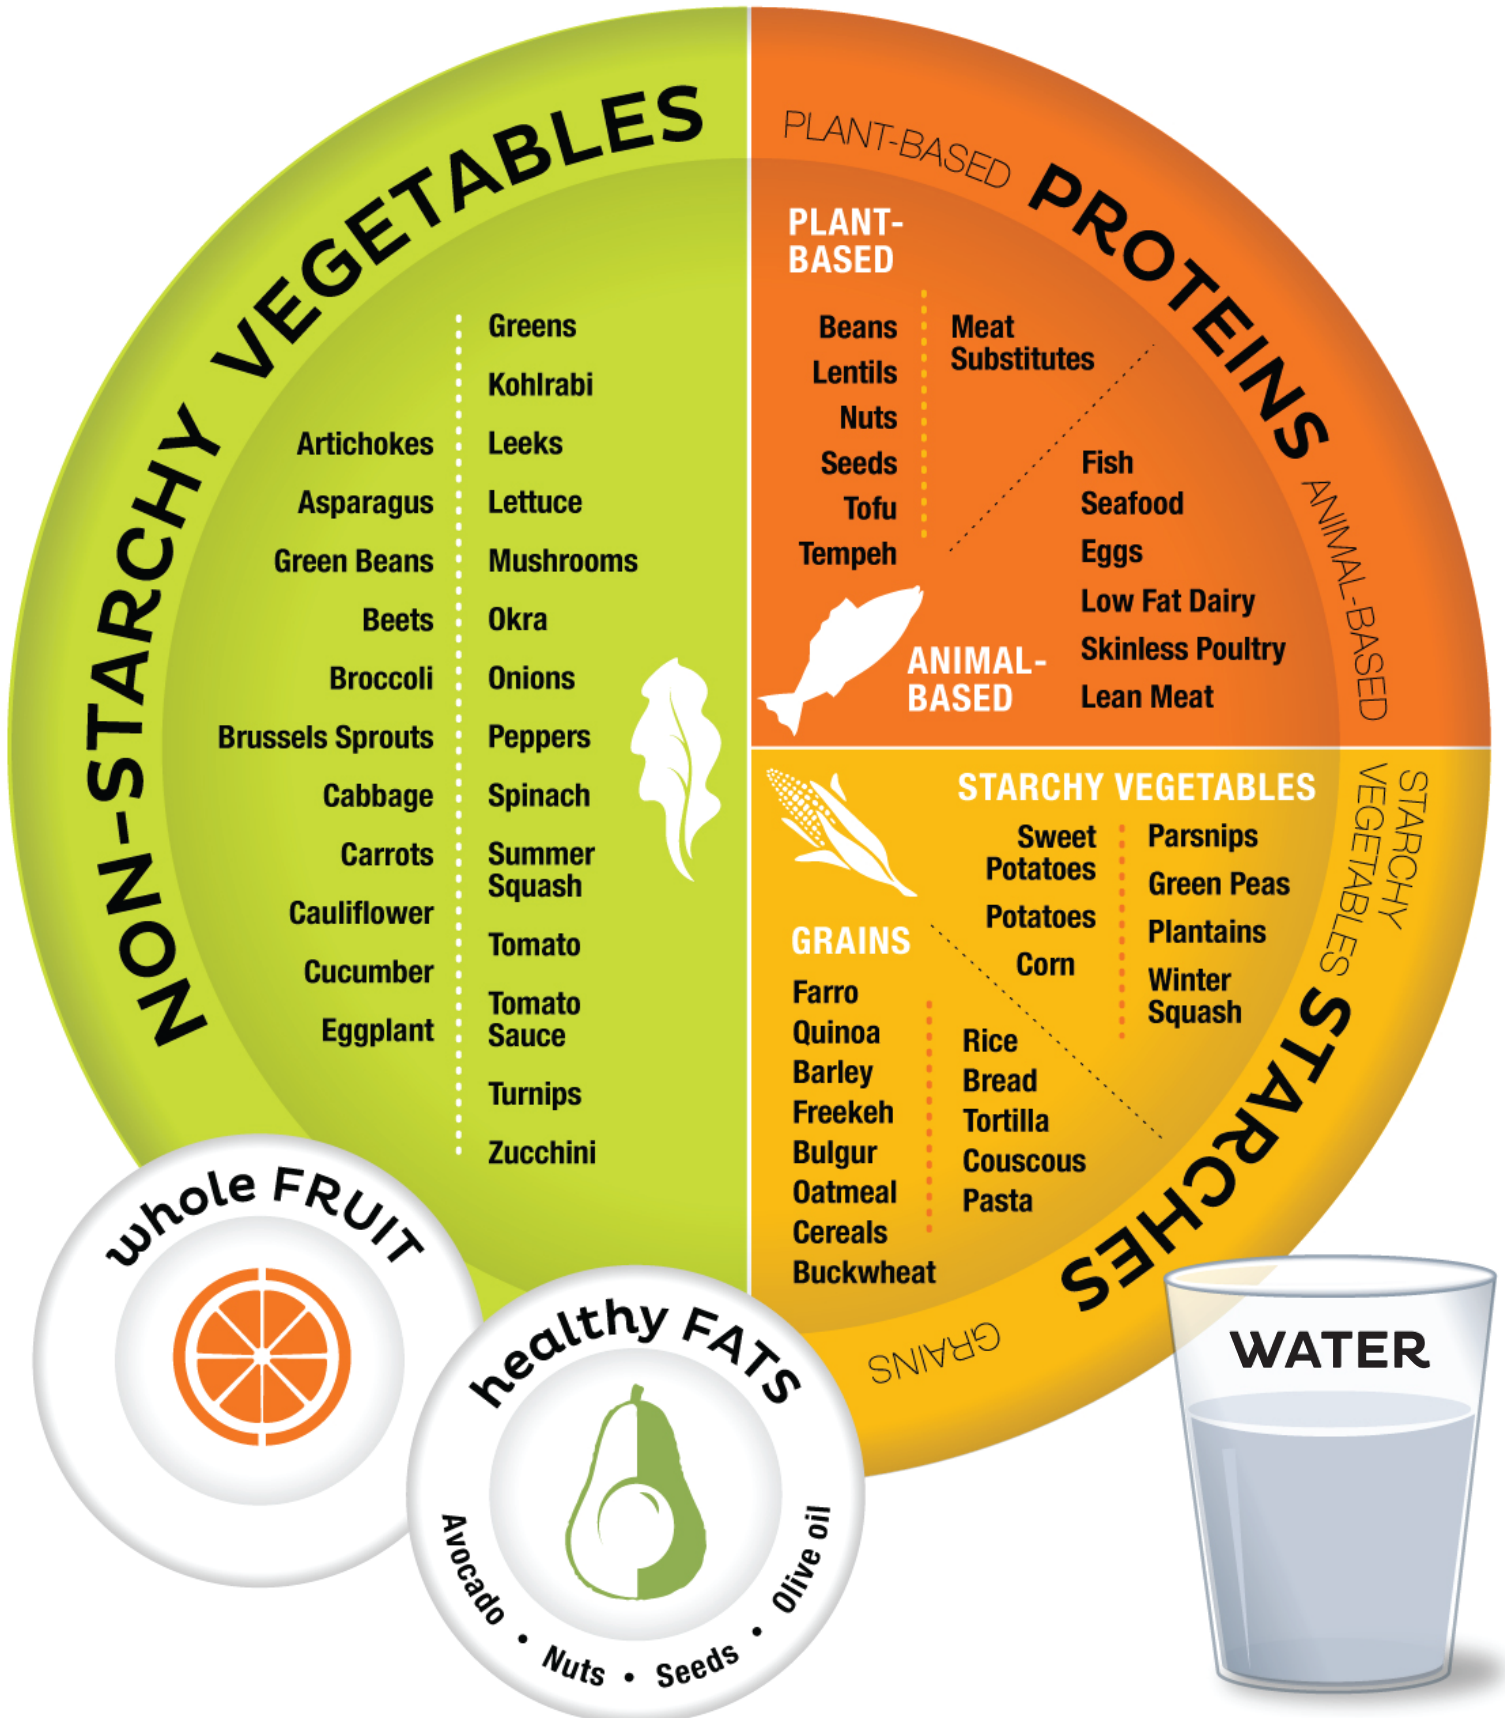 NON-STARCHY VEGETABLES
Artichokes
Asparagus
Green Beans
Beets
Broccoli
Brussels Sprouts
Cabbage
Carrots
Cauliflower
Cucumber
Eggplant
Greens
Kohlrabi
Leeks
Lettuce
Mushrooms
Okra
Onions
Peppers
Spinach
Summer
Squash
Tomato
Tomato
Sauce
Turnips
Zucchini
PLANT-BASED
PROTEINS
ANIMAL-BASED
PLANT-
BASED
Beans
Lentils
Nuts
Seeds
Tofu
Tempeh
Meat
Substitutes
ANIMAL-
BASED
Fish
Seafood
Eggs
Low Fat Dairy
Skinless Poultry
Lean Meat
STARCHY
VEGETABLES
STARCHES
GRAINS
STARCHY VEGETABLES
Sweet
Potatoes
Potatoes
Corn
Parsnips
Green Peas
Plantains
Winter
Squash
GRAINS
Farro
Quinoa
Barley
Freekeh
Bulgur
Oatmeal
Cereals
Buckwheat
Rice
Bread
Tortilla
Couscous
Pasta
whole FRUIT
healthy FATS
Avocado • Nuts • Seeds • Olive oil
WATER